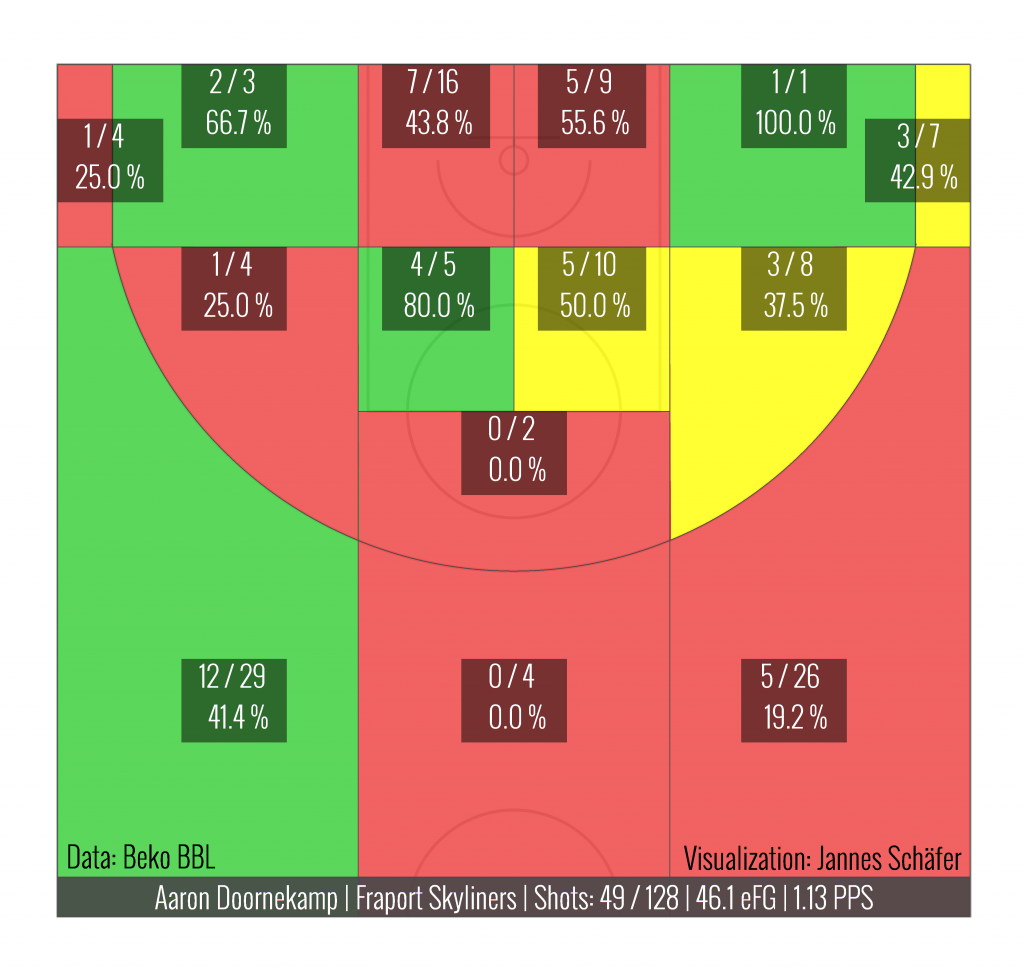 2 / 3
66.7 %
7 / 16
43.8 %
5 / 9
55.6 %
1 / 1
100.0 %
1 / 4
25.0 %
3 / 7
42.9 %
1 / 4
25.0 %
4 / 5
80.0 %
5 / 10
50.0 %
3 / 8
37.5 %
0 / 2
0.0 %
12 / 29
41.4 %
0 / 4
0.0 %
5 / 26
19.2 %
Data: Beko BBL
Visualization: Jannes Schäfer
Aaron Doornekamp | Fraport Skyliners | Shots: 49 / 128 | 46.1 eFG | 1.13 PPS